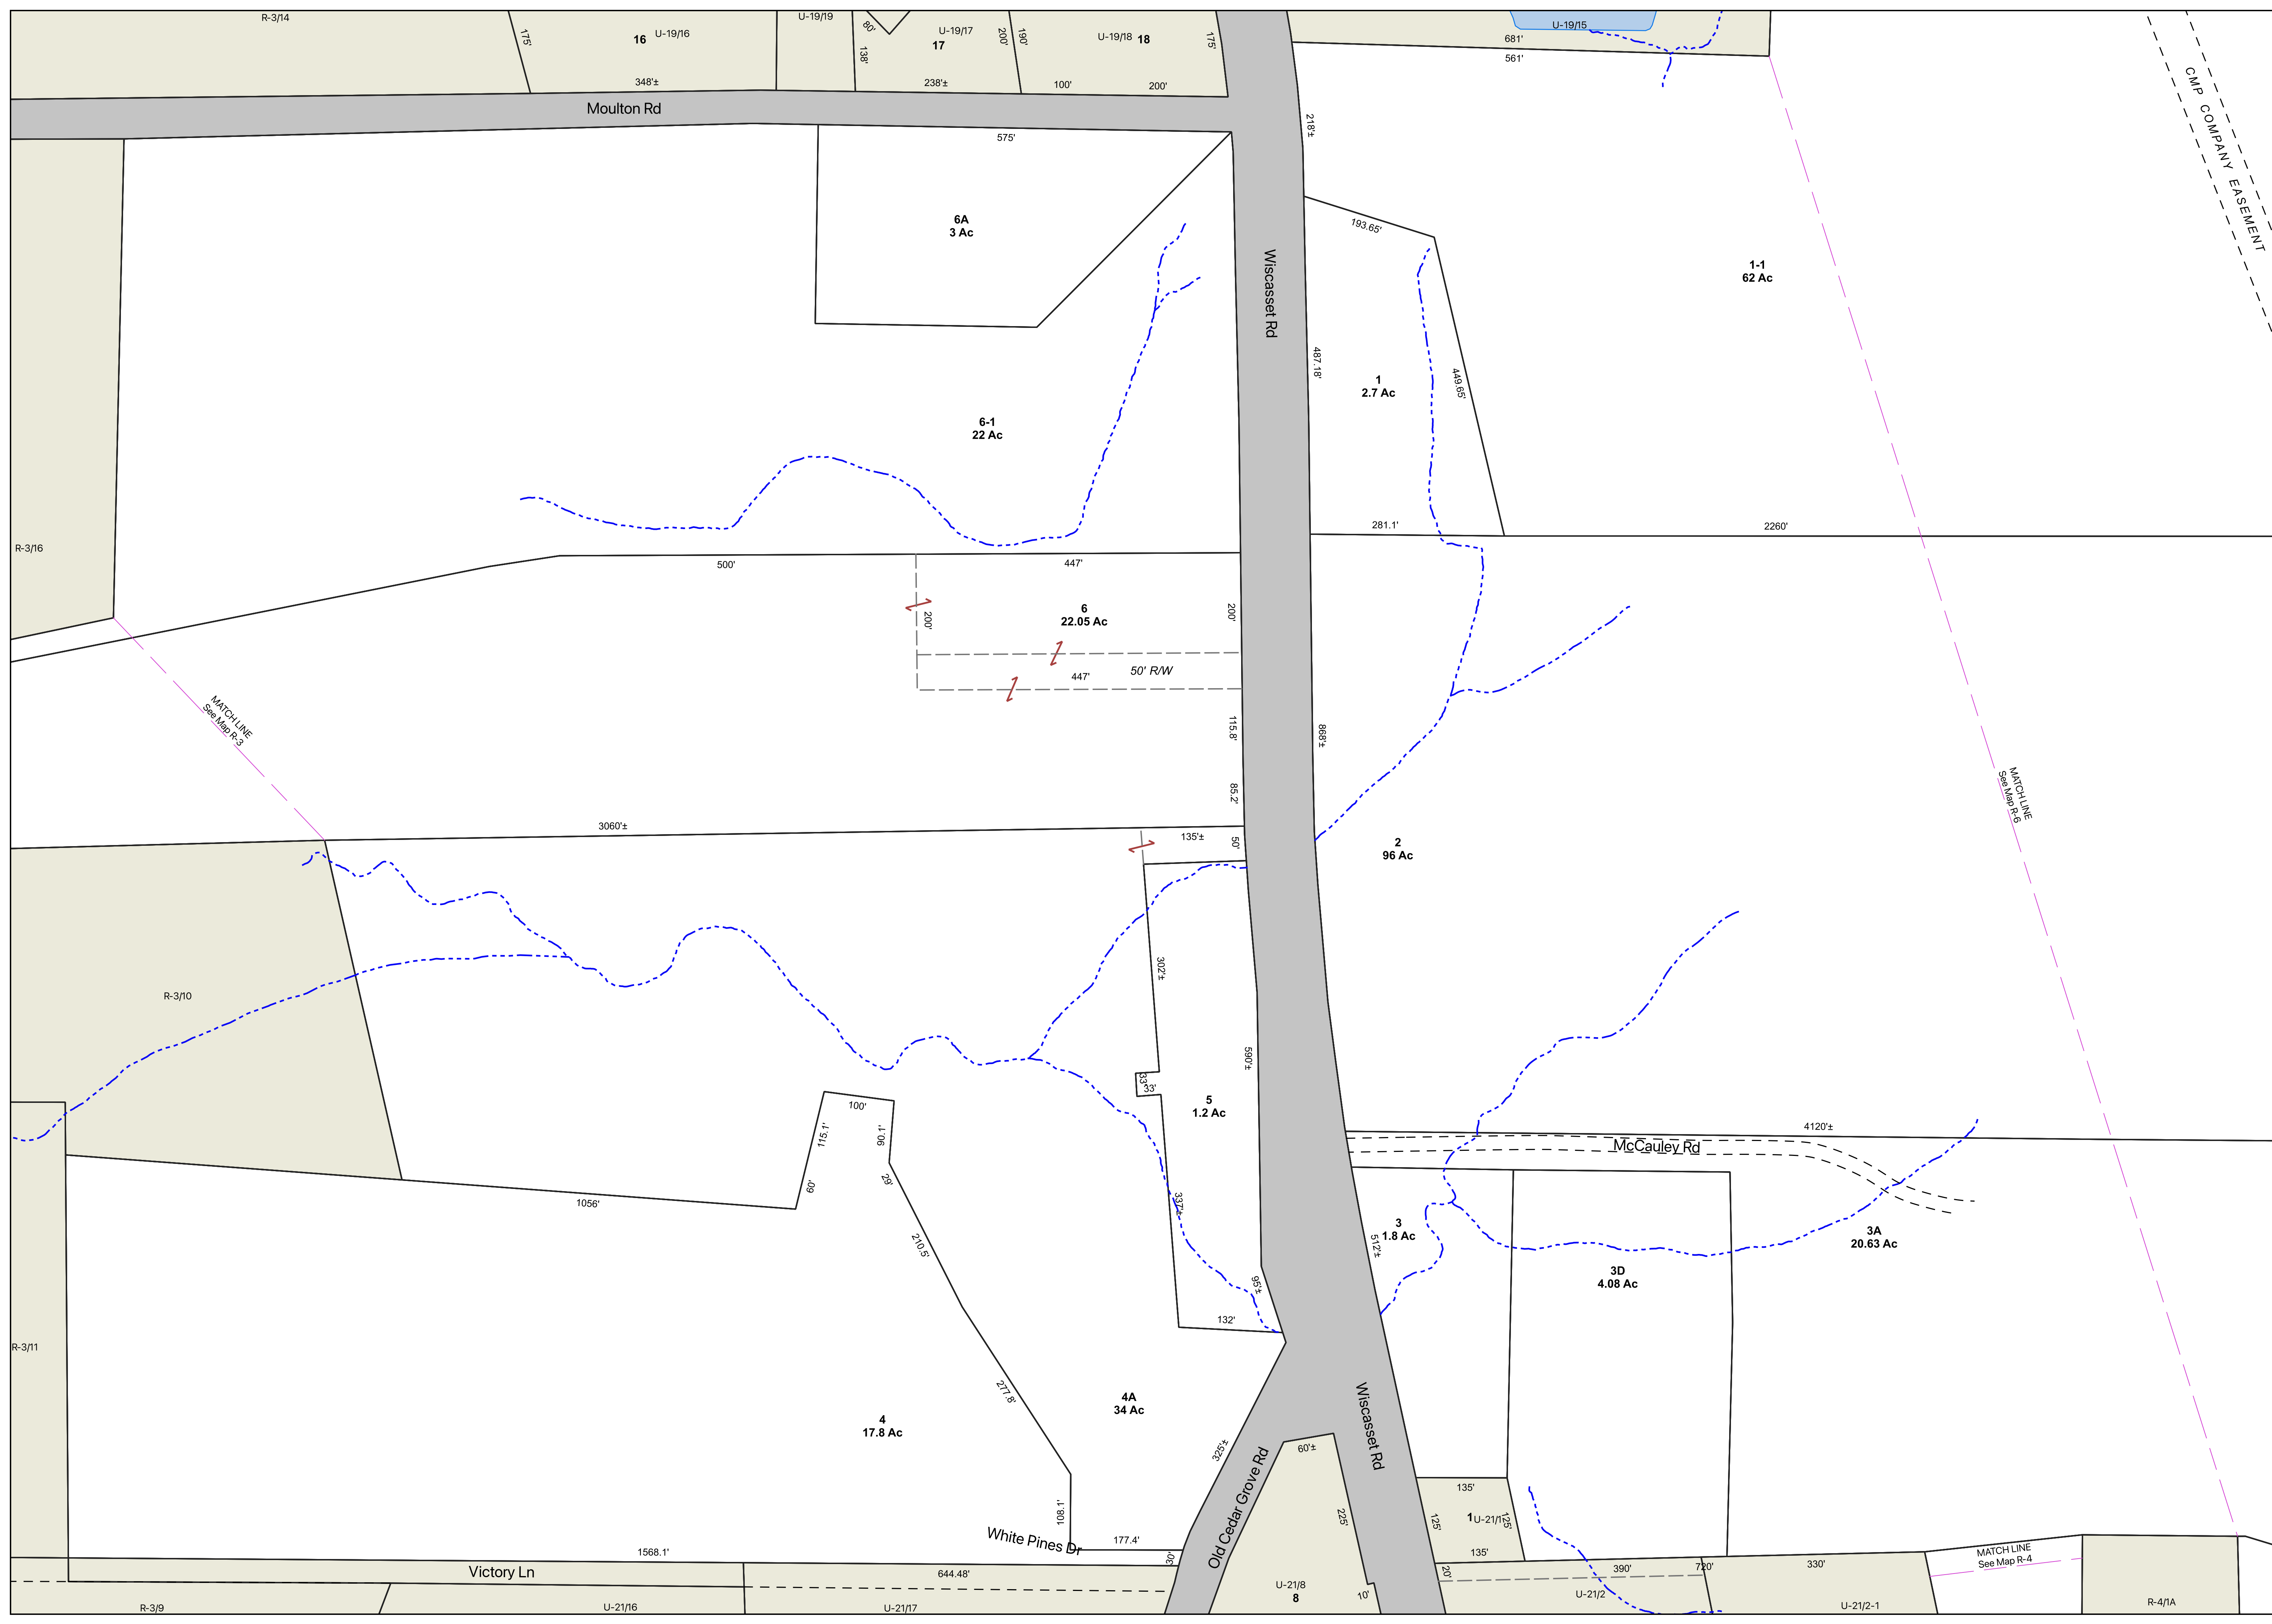 R-3/14
175'
16
U-19/16
348'±
U-19/19
80'
138'
U-19/17
17
200'
238'±
190'
U-19/18
18
175'
100'
200'
U-19/15
681'
561'
CMP COMPANY EASEMENT
Moulton Rd
575'
218'±
6A
3 Ac
193.65'
Wiscasset Rd
1-1
62 Ac
487.18'
449.65'
1
2.7 Ac
6-1
22 Ac
281.1'
2260'
R-3/16
500'
447'
6
22.05 Ac
200'
200'
50' R/W
447'
MATCH LINE
See Map R-3
115.8'
868'±
85.2'
MATCH LINE
See Map R-6
3060'±
135'±
50'
2
96 Ac
302'±
R-3/10
590'±
33'
33'
5
1.2 Ac
100'
115.1'
106.1'
4120'±
McCauley Rd
60'
29'
1056'
337'±
3
1.8 Ac
512'±
3A
20.63 Ac
210.5'
3D
4.08 Ac
95'±
132'
R-3/11
277.8'
4A
34 Ac
4
17.8 Ac
Wiscasset Rd
325'±
60'±
Old Cedar Grove Rd
135'
108.1'
225'
125'
1
U-21/1
125'
White Pines Dr
177.4'
30'
1568.1'
135'
MATCH LINE
See Map R-4
Victory Ln
644.48'
20'
390'
720'
330'
U-21/8
8
10'
U-21/2
R-3/9
U-21/16
U-21/17
U-21/2-1
R-4/1A